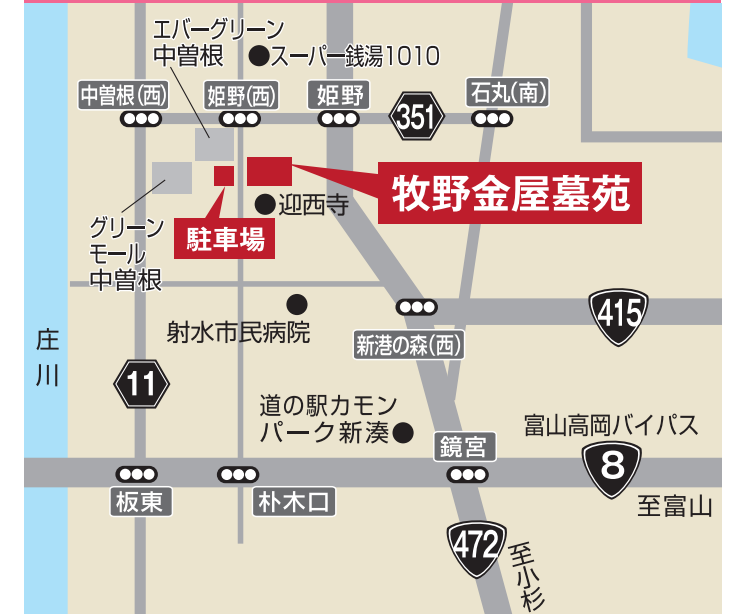 エバーグリーン
中曽根
スーパー銭湯1010
中曽根(西)
姫野(西)
姫野
351
石丸(南)
牧野金屋墓苑
迎西寺
駐車場
グリーン
モール
中曽根
射水市民病院
新港の森(西)
415
庄川
11
道の駅カモン
パーク新湊
鏡宮
富山高岡バイパス
8
板東
朴木口
至富山
472
至小杉